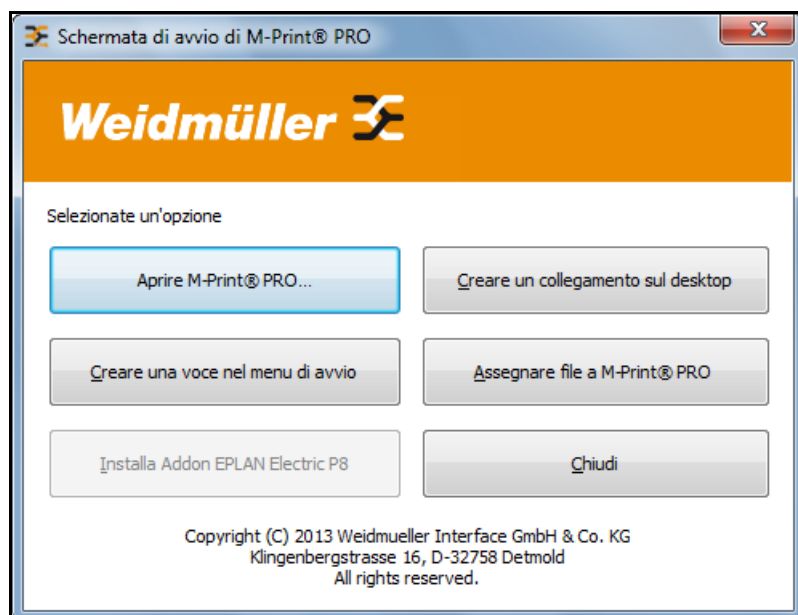 Schermata di avvio di M-Print® PRO
Weidmüller
Selezionate un'opzione
Aprire M-Print® PRO...
Creare un collegamento sul desktop
Creare una voce nel menu di avvio
Assegnare file a M-Print® PRO
Installa Addon EPLAN Electric P8
Chiudi
Copyright (C) 2013 Weidmueller Interface GmbH & Co. KG
Klingenbergstrasse 16, D-32758 Detmold
All rights reserved.